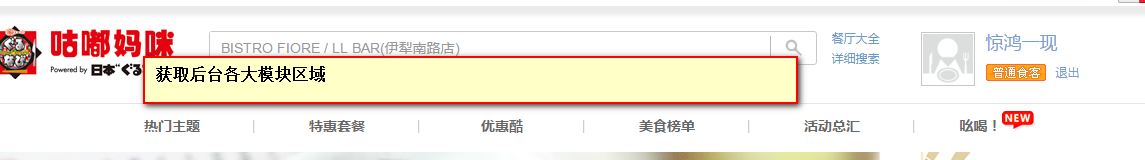 咕嘟妈咪
Powered by 日本"ぐる
BISTRO FIORE / LL BAR(伊犁南路店)
餐厅大全
详细搜索
惊鸿一现
普通食客 退出
获取后台各大模块区域
热门主题 特惠套餐 优惠酷 美食榜单 活动总汇 吆喝！ NEW